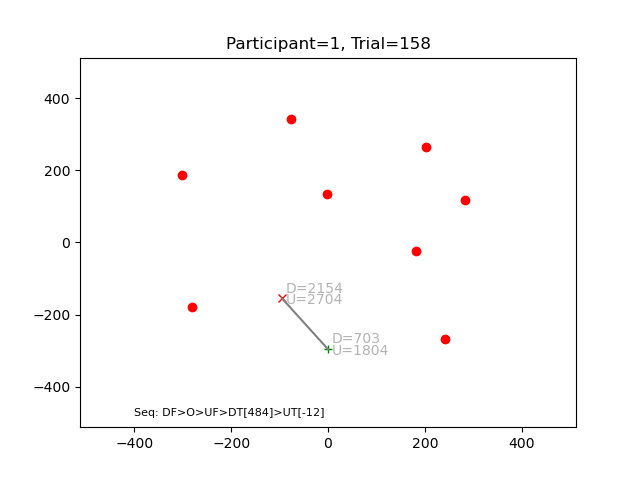 Participant=1, Trial=158
400
200
0
−200
−400
D=2154
U=2704
D=703
U=1804
Seq: DF>O>UF>DT[484]>UT[-12]
−400
−200
0
200
400